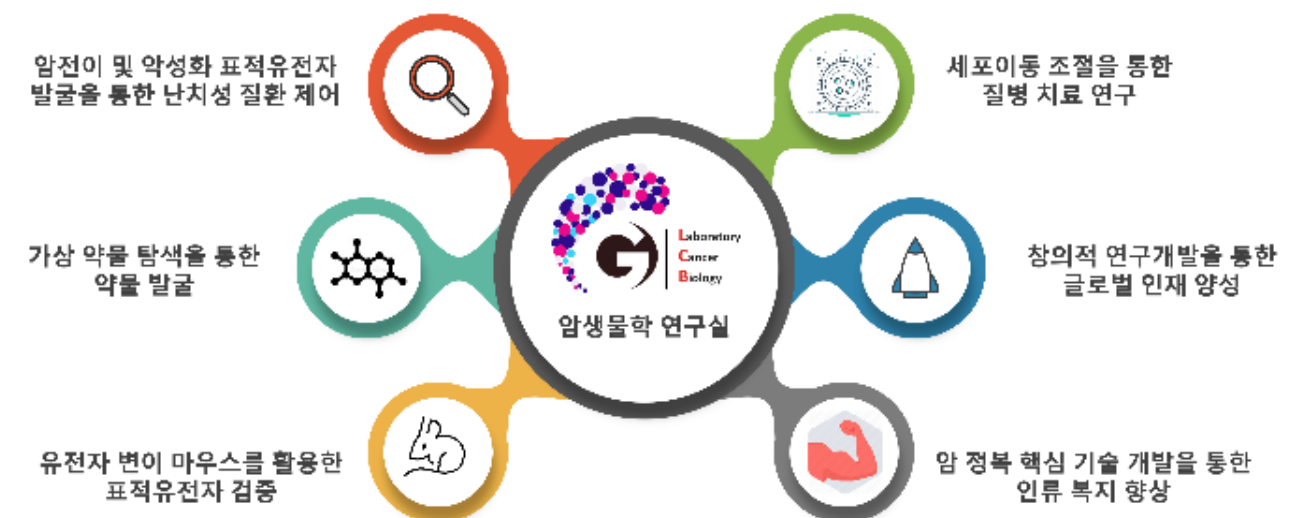 암전이 및 악성화 표적유전자
발굴을 통한 난치성 질환 제어
세포이동 조절을 통한
질병 치료 연구
가상 약물 탐색을 통한
약물 발굴
Laboratory
Cancer
Biology
암생물학 연구실
창의적 연구개발을 통한
글로벌 인재 양성
유전자 변이 마우스를 활용한
표적유전자 검증
암 정복 핵심 기술 개발을 통한
인류 복지 향상